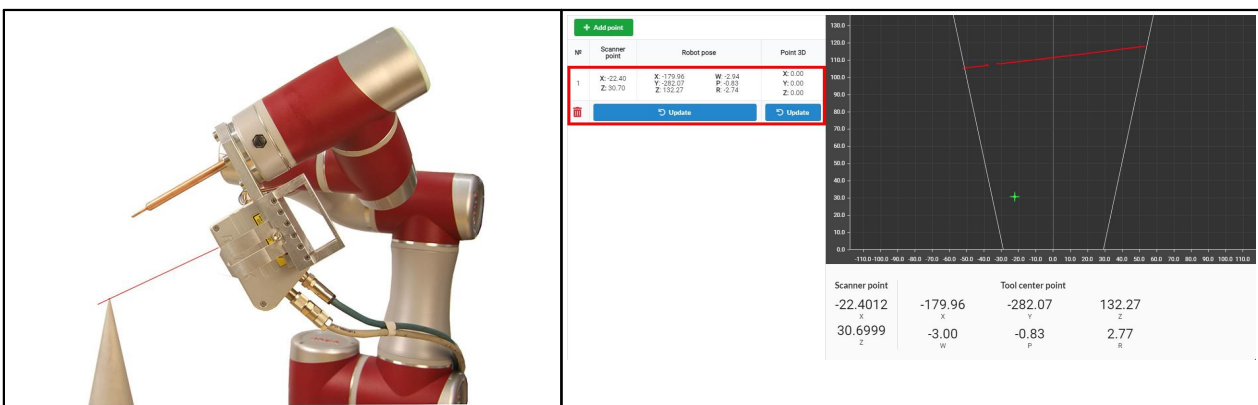 + Add point
№ Scanner point Robot pose Point 3D
1 X: -22.40 Z: 30.70 X: -179.96 Y: -282.07 Z: 132.27 W: -2.94 P: -0.83 R: -2.74 X: 0.00 Y: 0.00 Z: 0.00
Update Update
130.0
120.0
110.0
100.0
90.0
80.0
70.0
60.0
50.0
40.0
30.0
20.0
10.0
0.0
-110.0 -100.0 -90.0 -80.0 -70.0 -60.0 -50.0 -40.0 -30.0 -20.0 -10.0 0.0 10.0 20.0 30.0 40.0 50.0 60.0 70.0 80.0 90.0 100.0 110.0
Scanner point Tool center point
-22.4012 -179.96 -282.07 132.27
X X Y Z
30.6999 -3.00 -0.83 2.77
Z W P R